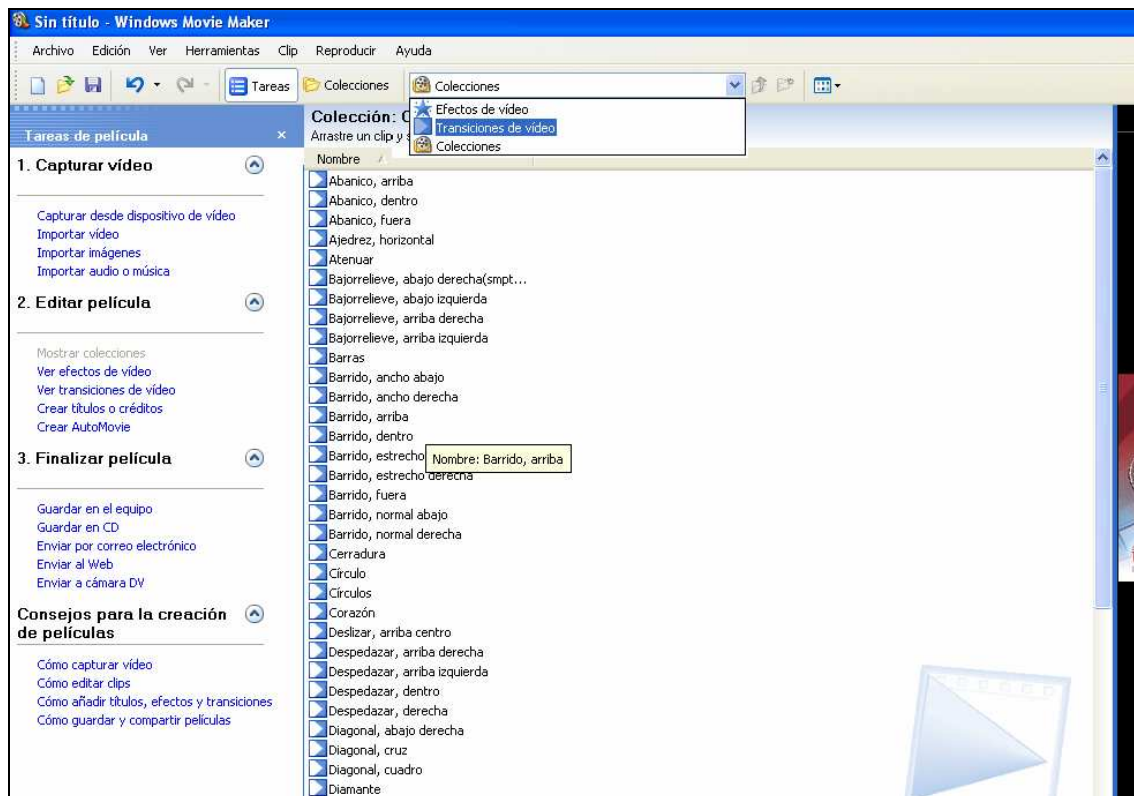 Sin título - Windows Movie Maker
Archivo Edición Ver Herramientas Clip Reproducir Ayuda
Tareas Colecciones Colecciones
Efectos de vídeo
Transiciones de vídeo
Colecciones
Tareas de película ×
1. Capturar vídeo
Capturar desde dispositivo de vídeo
Importar vídeo
Importar imágenes
Importar audio o música
2. Editar película
Mostrar colecciones
Ver efectos de vídeo
Ver transiciones de vídeo
Crear títulos o créditos
Crear AutoMovie
3. Finalizar película
Guardar en el equipo
Guardar en CD
Enviar por correo electrónico
Enviar al Web
Enviar a cámara DV
Consejos para la creación
de películas
Cómo capturar vídeo
Cómo editar clips
Cómo añadir títulos, efectos y transiciones
Cómo guardar y compartir películas
Colección:
Arrastre un clip y
Nombre
Abanico, arriba
Abanico, dentro
Abanico, fuera
Ajedrez, horizontal
Atenuar
Bajorrelieve, abajo derecha(smpt...
Bajorrelieve, abajo izquierda
Bajorrelieve, arriba derecha
Bajorrelieve, arriba izquierda
Barras
Barrido, ancho abajo
Barrido, ancho derecha
Barrido, arriba
Barrido, dentro
Barrido, estrecho
Nombre: Barrido, arriba
Barrido, estrecho derecha
Barrido, fuera
Barrido, normal abajo
Barrido, normal derecha
Cerradura
Círculo
Círculos
Corazón
Deslizar, arriba centro
Despedazar, arriba derecha
Despedazar, arriba izquierda
Despedazar, dentro
Despedazar, derecha
Diagonal, abajo derecha
Diagonal, cruz
Diagonal, cuadro
Diamante